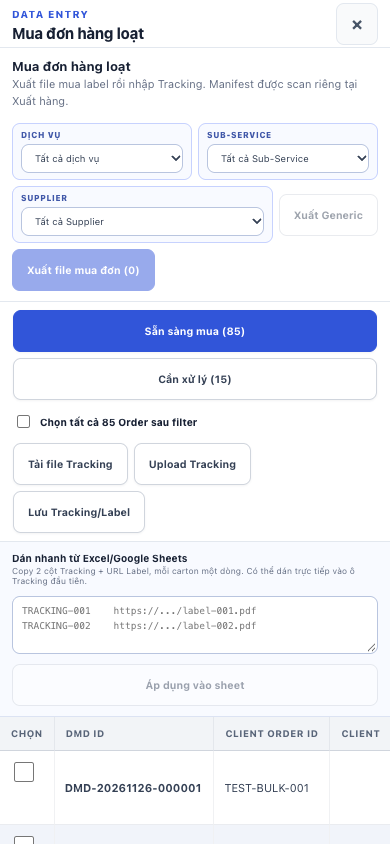 DATA ENTRY
Mua đơn hàng loạt
×
Mua đơn hàng loạt
Xuất file mua label rồi nhập Tracking. Manifest được scan riêng tại
Xuất hàng.
DỊCH VỤ
Tất cả dịch vụ
SUB-SERVICE
Tất cả Sub-Service
SUPPLIER
Tất cả Supplier
Xuất Generic
Xuất file mua đơn (0)
Sẵn sàng mua (85)
Cần xử lý (15)
Chọn tất cả 85 Order sau filter
Tải file Tracking
Upload Tracking
Lưu Tracking/Label
Dán nhanh từ Excel/Google Sheets
Copy 2 cột Tracking + URL Label, mỗi carton một dòng. Có thể dán trực tiếp vào ô
Tracking đầu tiên.
TRACKING-001 https://.../label-001.pdf
TRACKING-002 https://.../label-002.pdf
Áp dụng vào sheet
CHỌN DMD ID CLIENT ORDER ID CLIENT
DMD-20261126-000001 TEST-BULK-001